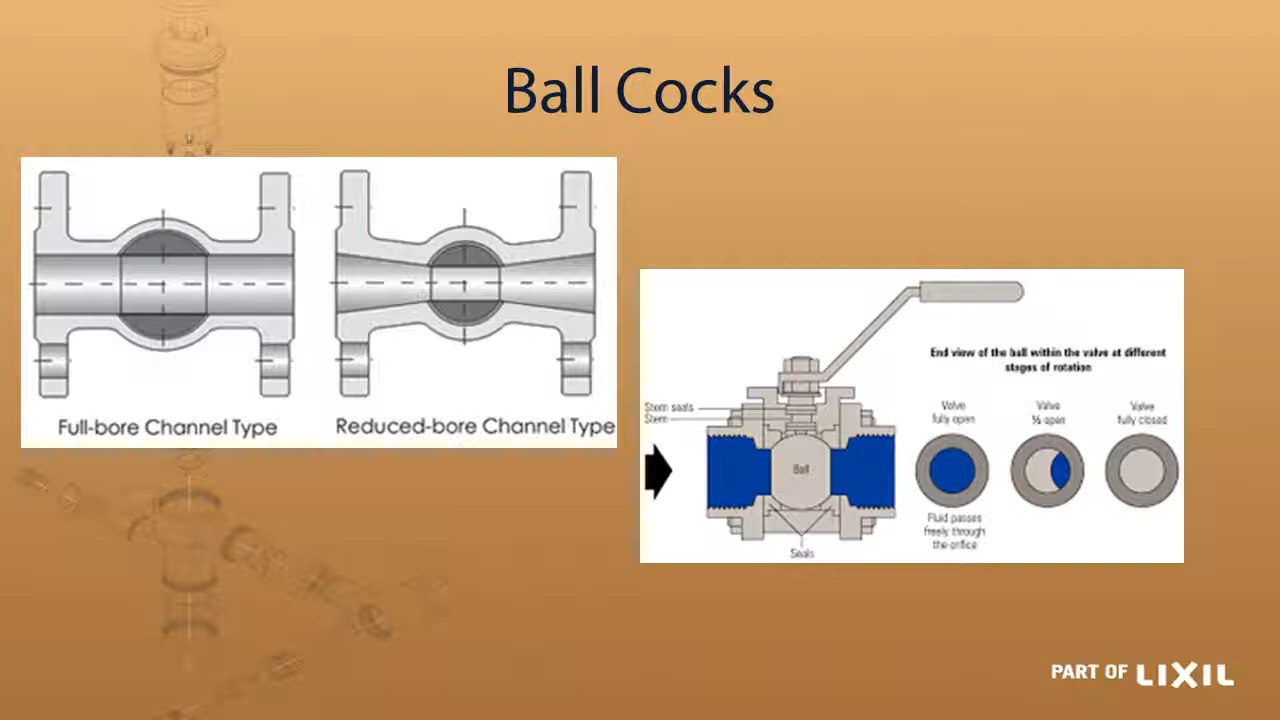 Ball Cocks
Full-bore Channel Type
Reduced-bore Channel Type
End view of the ball within the valve at different
stages of rotation
Stem seals
Stem
Ball
Seals
Valve
fully open
Valve
½ open
Valve
fully closed
Fluid passes
freely through
the orifice
PART OF LIXIL